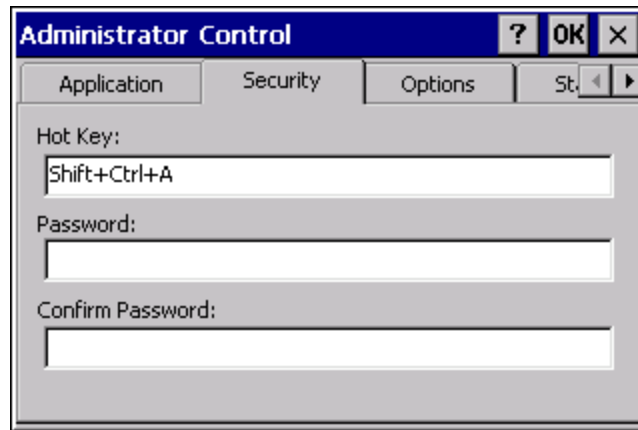 Administrator Control ? OK ×
Application Security Options
Hot Key:
Shift+Ctrl+A
Password:
Confirm Password: